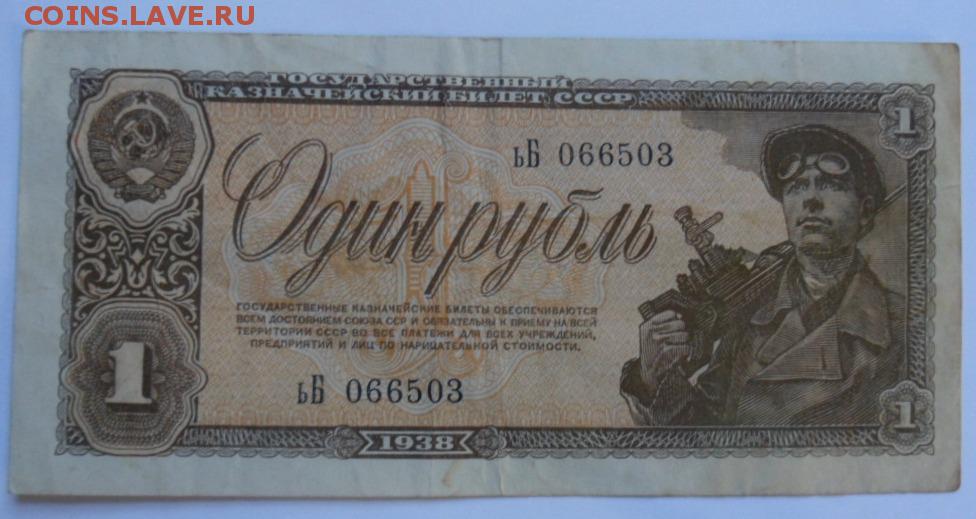 COINS.LAVE.РУ
ГОСУДАРСТВЕННЫЙ
КАЗНАЧЕЙСКИЙ БИЛЕТ СССР
1
ьБ 066503
Один рубль
ГОСУДАРСТВЕННЫЕ КАЗНАЧЕЙСКИЕ БИЛЕТЫ ОБЕСПЕЧИВАЮТСЯ
ВСЕМ ДОСТОЯНИЕМ СОЮЗА ССР И ОБЯЗАТЕЛЬНЫ К ПРИЕМУ НА ВСЕЙ
ТЕРРИТОРИИ СССР ВО ВСЕ ПЛАТЕЖИ ДЛЯ ВСЕХ УЧРЕЖДЕНИЙ,
ПРЕДПРИЯТИЙ И ЛИЦ ПО НАРИЦАТЕЛЬНОЙ СТОИМОСТИ.
1
ьБ 066503
1
1938